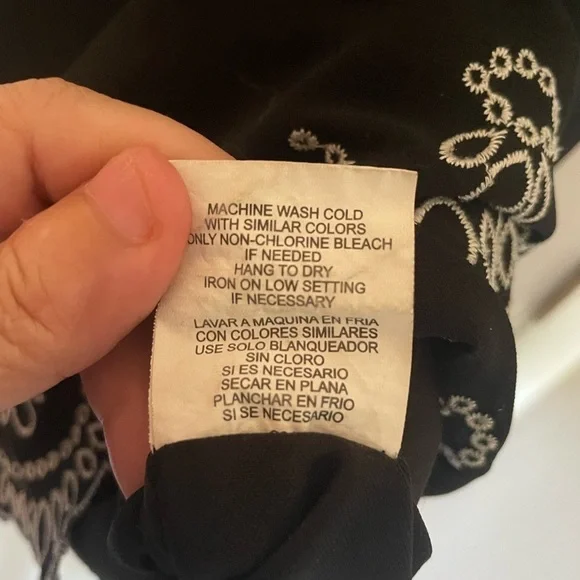 MACHINE WASH COLD
WITH SIMILAR COLORS
ONLY NON-CHLORINE BLEACH
IF NEEDED
HANG TO DRY
IRON ON LOW SETTING
IF NECESSARY
LAVAR A MAQUINA EN FRIA
CON COLORES SIMILARES
USE SOLO BLANQUEADOR
SIN CLORO
SI ES NECESARIO
SECAR EN PLANA
PLANCHAR EN FRIO
SI SE NECESARIO